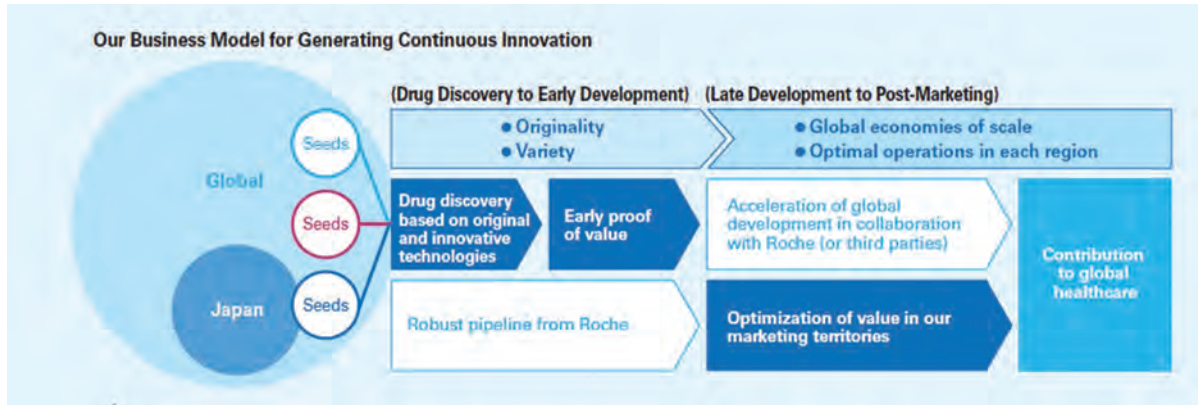 Our Business Model for Generating Continuous Innovation
(Drug Discovery to Early Development)
(Late Development to Post-Marketing)
● Originality
● Variety
● Global economies of scale
● Optimal operations in each region
Global
Japan
Seeds
Seeds
Seeds
Drug discovery
based on original
and innovative
technologies
Early proof
of value
Acceleration of global
development in collaboration
with Roche (or third parties)
Robust pipeline from Roche
Optimization of value in our
marketing territories
Contribution
to global
healthcare